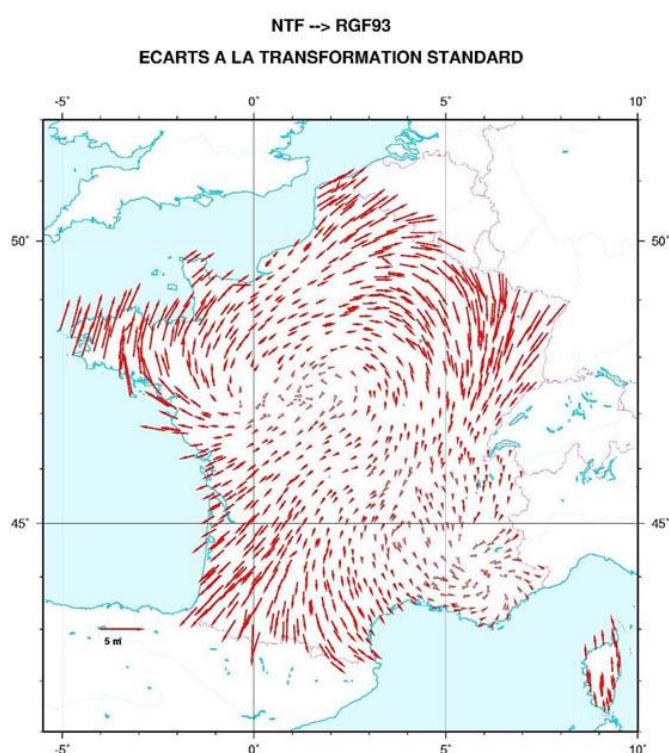 NTF --> RGF93
ECARTS A LA TRANSFORMATION STANDARD
-5° 0° 5° 10°
50° 50°
45° 45°
5 m
-5° 0° 5° 10°